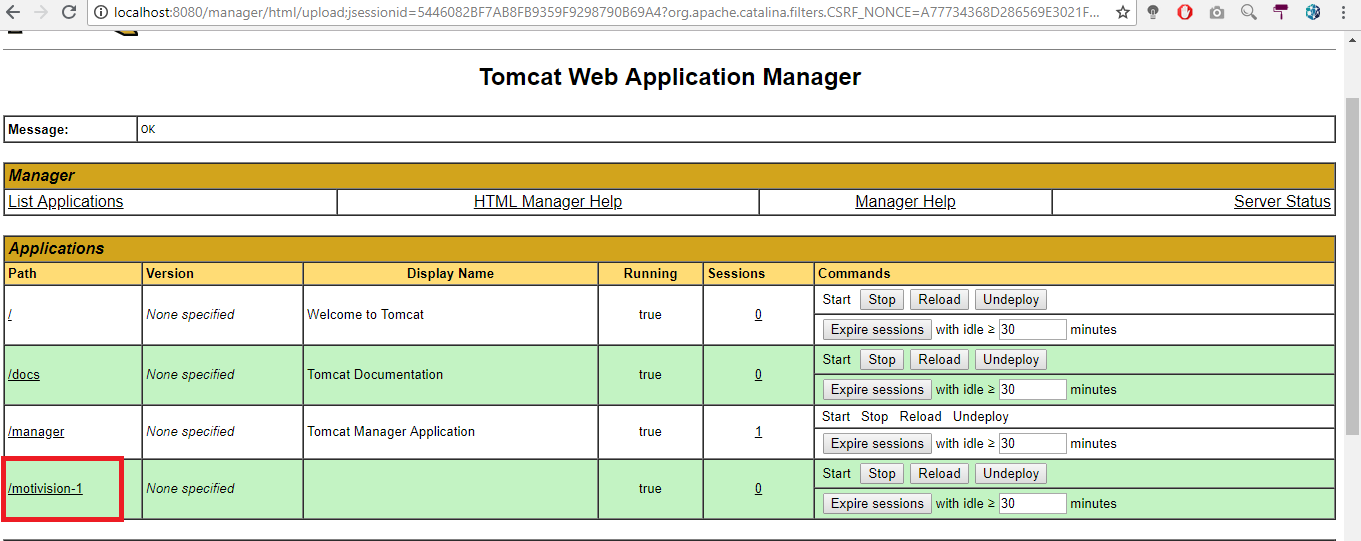 localhost:8080/manager/html/upload;jsessionid=5446082BF7AB8FB9359F9298790B69A4?org.apache.catalina.filters.CSRF_NONCE=A77734368D286569E3021F...
Tomcat Web Application Manager
Message: OK
Manager
List Applications HTML Manager Help Manager Help Server Status
Applications
Path Version Display Name Running Sessions Commands
/ None specified Welcome to Tomcat true 0 Start Stop Reload Undeploy
Expire sessions with idle ≥ 30 minutes
/docs None specified Tomcat Documentation true 0 Start Stop Reload Undeploy
Expire sessions with idle ≥ 30 minutes
/manager None specified Tomcat Manager Application true 1 Start Stop Reload Undeploy
Expire sessions with idle ≥ 30 minutes
/motivision-1 None specified true 0 Start Stop Reload Undeploy
Expire sessions with idle ≥ 30 minutes